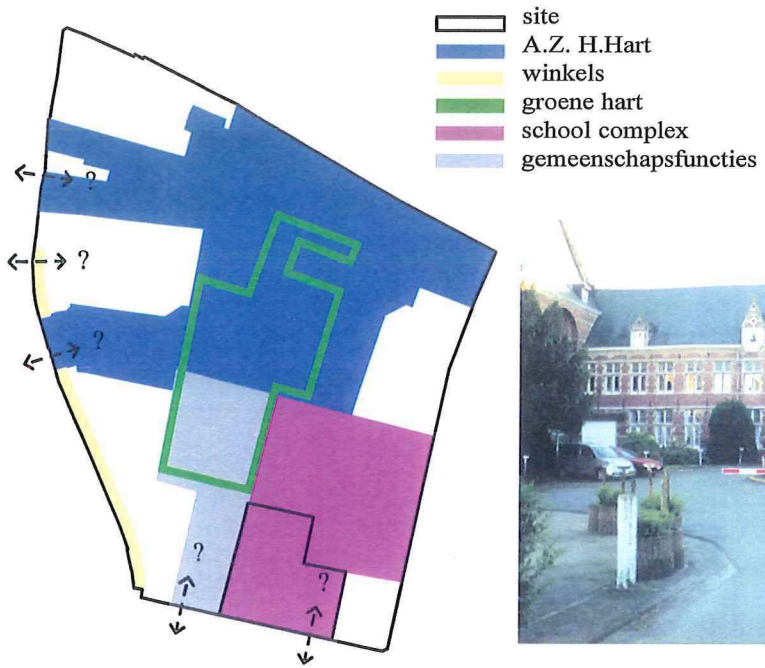 site
A.Z. H.Hart
winkels
groene hart
school complex
gemeenschapsfuncties
?
?
?
?
?